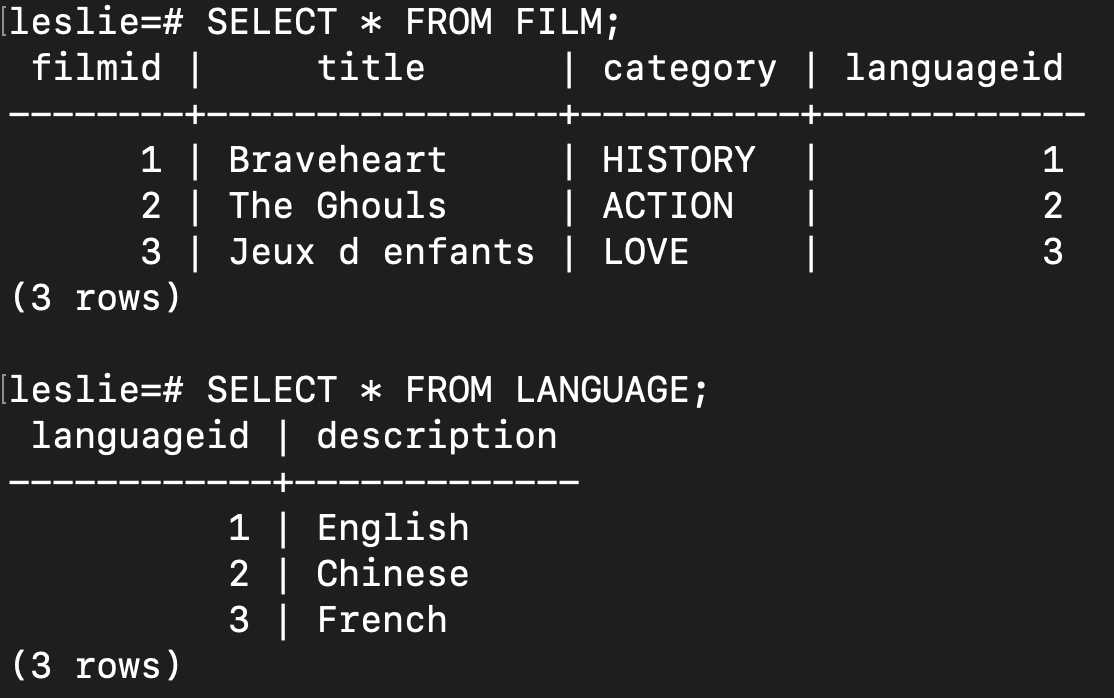 leslie=# SELECT * FROM FILM;
 filmid |     title      | category | languageid
--------+----------------+----------+------------
      1 | Braveheart     | HISTORY  |          1
      2 | The Ghouls     | ACTION   |          2
      3 | Jeux d enfants | LOVE     |          3
(3 rows)
leslie=# SELECT * FROM LANGUAGE;
 languageid | description
------------+-------------
          1 | English
          2 | Chinese
          3 | French
(3 rows)